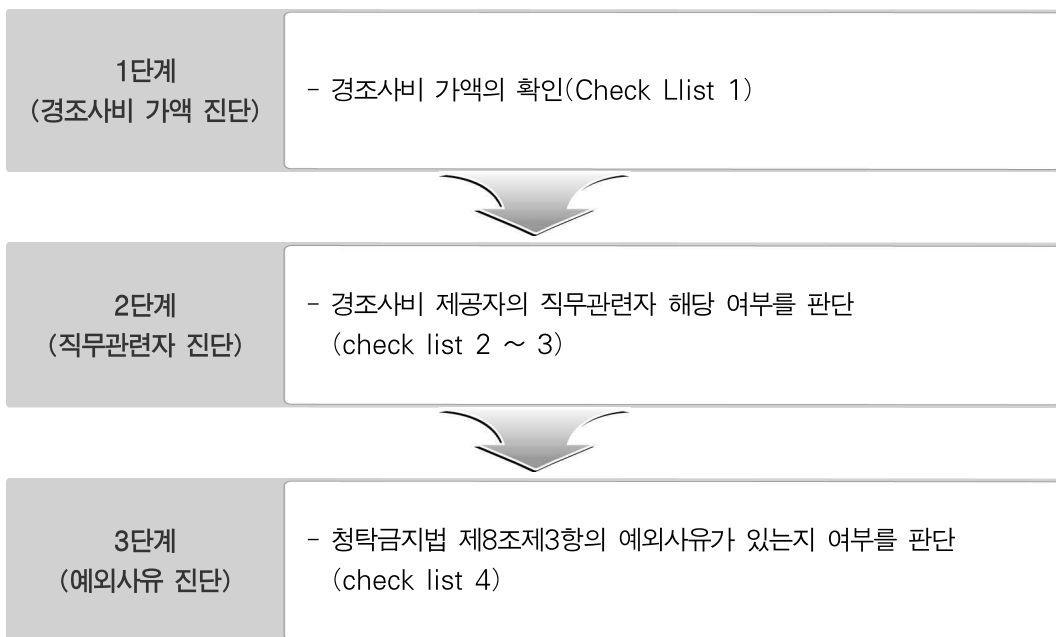 1단계
(경조사비 가액 진단)
- 경조사비 가액의 확인(Check Llist 1)
2단계
(직무관련자 진단)
- 경조사비 제공자의 직무관련자 해당 여부를 판단
(check list 2 ~ 3)
3단계
(예외사유 진단)
- 청탁금지법 제8조제3항의 예외사유가 있는지 여부를 판단
(check list 4)